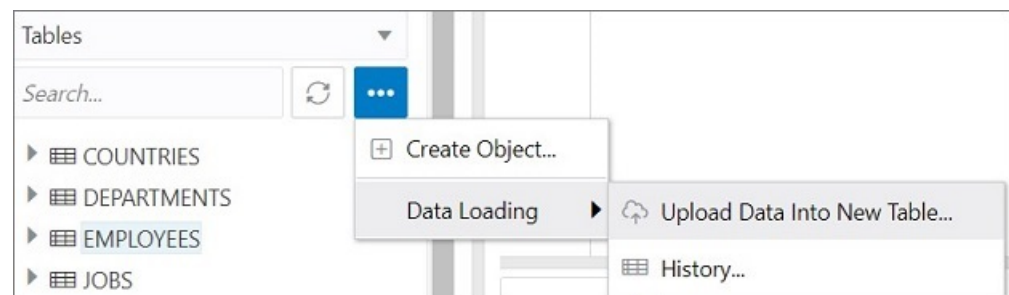 Tables
Search...
COUNTRIES
DEPARTMENTS
EMPLOYEES
JOBS
Create Object...
Data Loading
Upload Data Into New Table...
History...